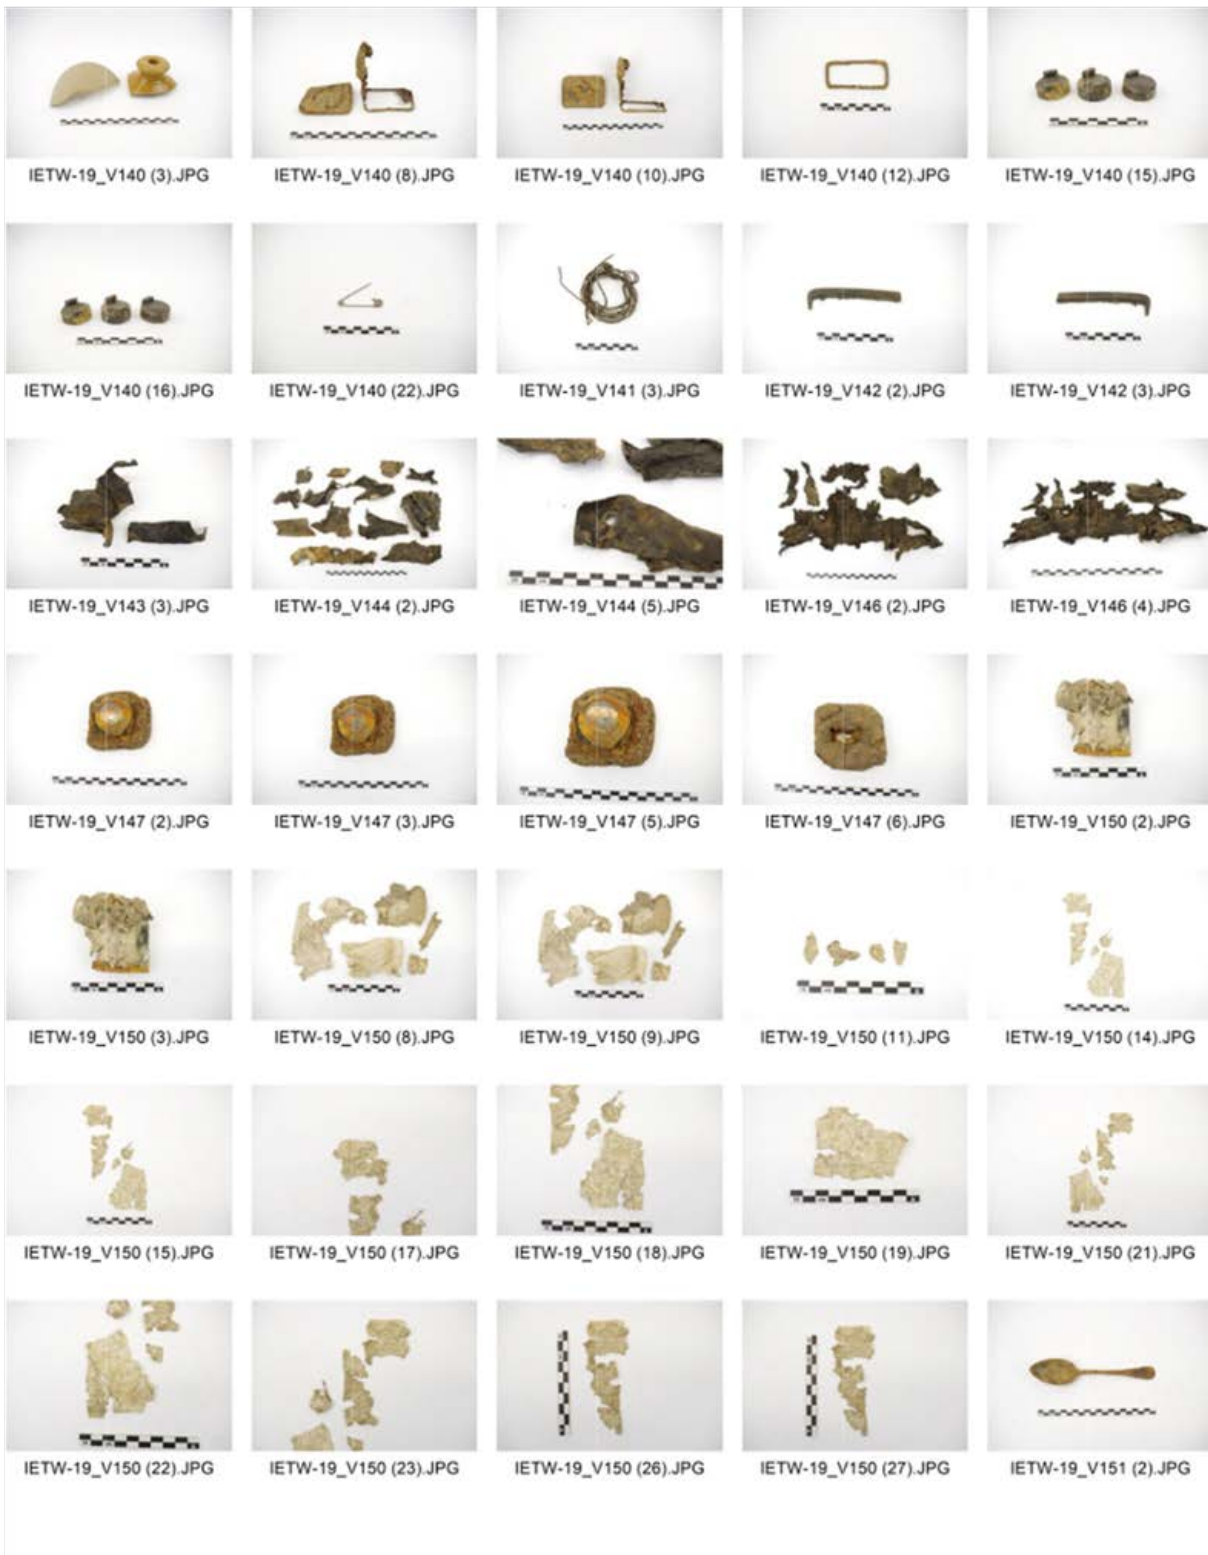 IETW-19_V140 (3).JPG IETW-19_V140 (8).JPG IETW-19_V140 (10).JPG IETW-19_V140 (12).JPG IETW-19_V140 (15).JPG
IETW-19_V140 (16).JPG IETW-19_V140 (22).JPG IETW-19_V141 (3).JPG IETW-19_V142 (2).JPG IETW-19_V142 (3).JPG
IETW-19_V143 (3).JPG IETW-19_V144 (2).JPG IETW-19_V144 (5).JPG IETW-19_V146 (2).JPG IETW-19_V146 (4).JPG
IETW-19_V147 (2).JPG IETW-19_V147 (3).JPG IETW-19_V147 (5).JPG IETW-19_V147 (6).JPG IETW-19_V150 (2).JPG
IETW-19_V150 (3).JPG IETW-19_V150 (8).JPG IETW-19_V150 (9).JPG IETW-19_V150 (11).JPG IETW-19_V150 (14).JPG
IETW-19_V150 (15).JPG IETW-19_V150 (17).JPG IETW-19_V150 (18).JPG IETW-19_V150 (19).JPG IETW-19_V150 (21).JPG
IETW-19_V150 (22).JPG IETW-19_V150 (23).JPG IETW-19_V150 (26).JPG IETW-19_V150 (27).JPG IETW-19_V151 (2).JPG